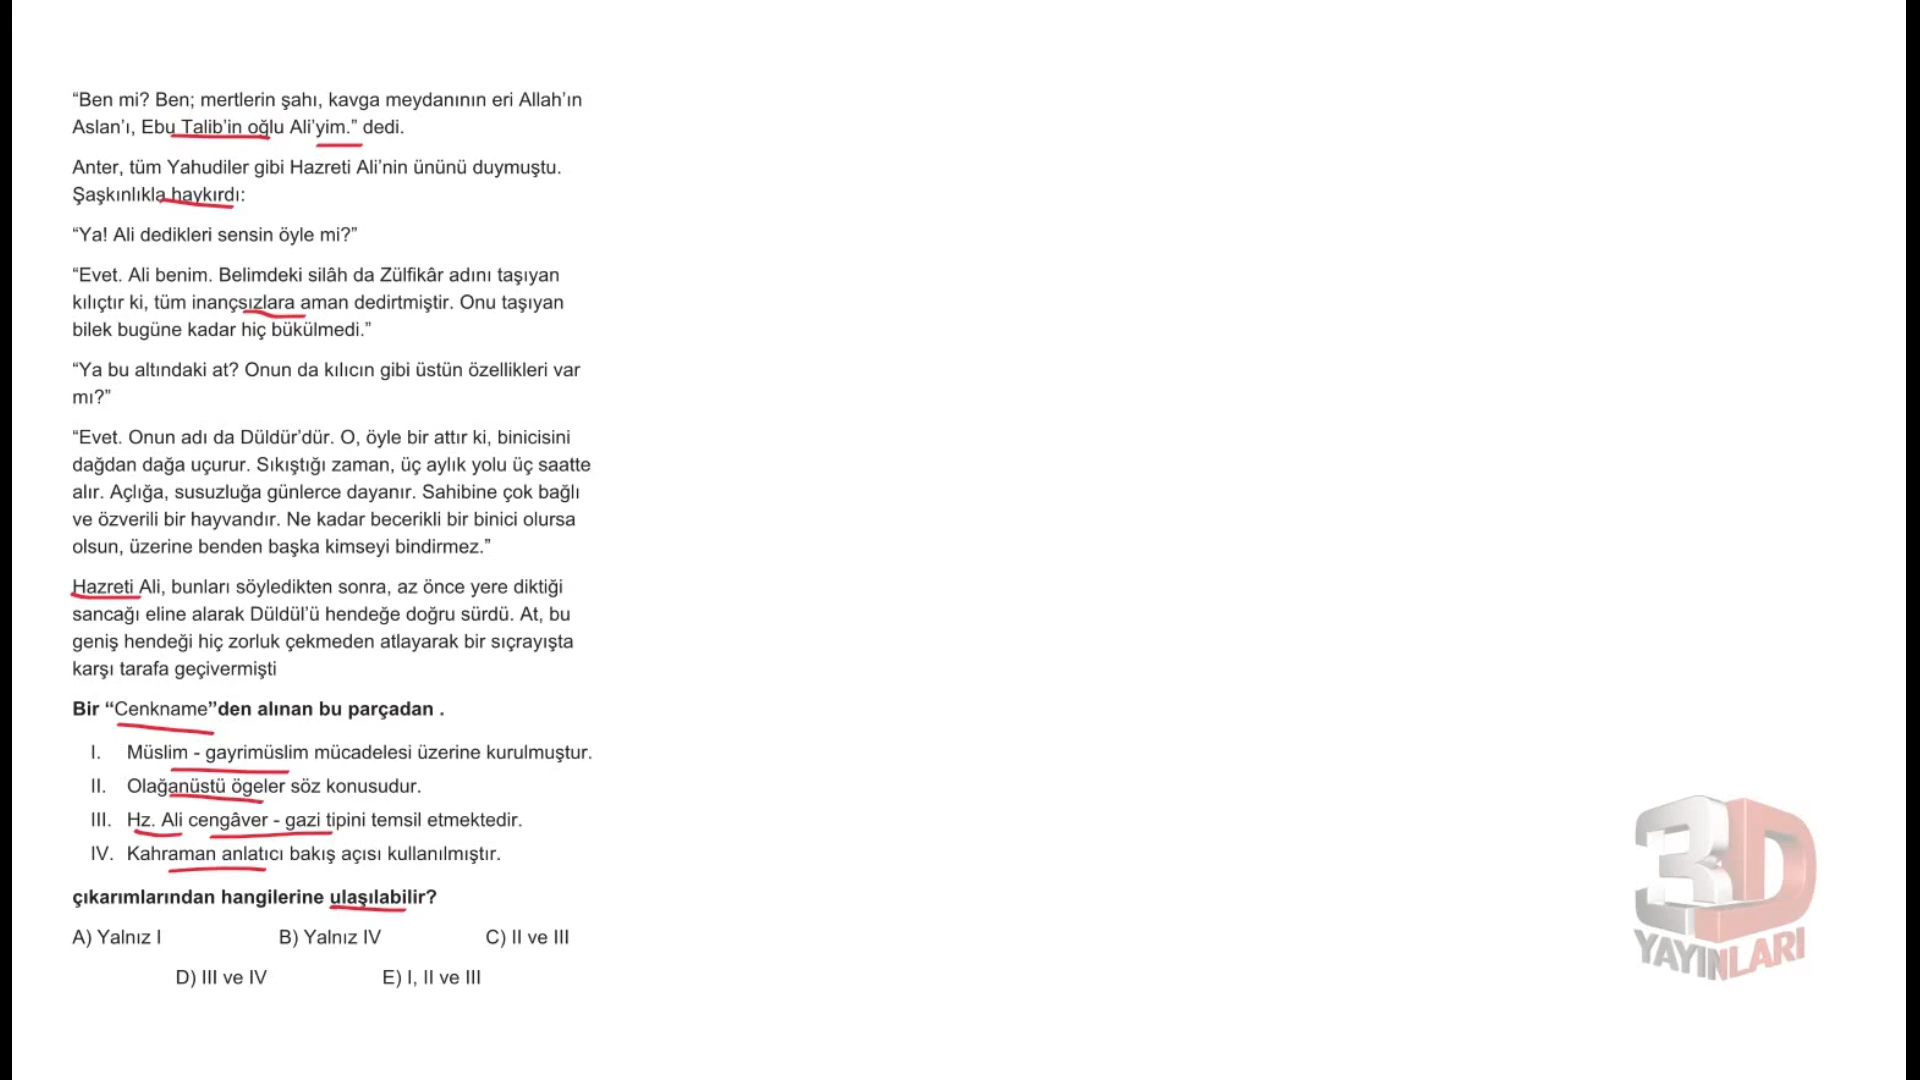 “Ben mi? Ben; mertlerin şahı, kavga meydanının eri Allah’ın
Aslan’ı, Ebu Talib’in oğlu Ali’yim.” dedi.
Anter, tüm Yahudiler gibi Hazreti Ali’nin ününü duymuştu.
Şaşkınlıkla haykırdı:
“Ya! Ali dedikleri sensin öyle mi?”
“Evet. Ali benim. Belimdeki silâh da Zülfikâr adını taşıyan
kılıçtır ki, tüm inançsızlara aman dedirtmiştir. Onu taşıyan
bilek bugüne kadar hiç bükülmedi.”
“Ya bu altındaki at? Onun da kılıcın gibi üstün özellikleri var
mı?”
“Evet. Onun adı da Düldür’dür. O, öyle bir attır ki, binicisini
dağdan dağa uçurur. Sıkıştığı zaman, üç aylık yolu üç saatte
alır. Açlığa, susuzluğa günlerce dayanır. Sahibine çok bağlı
ve özverili bir hayvandır. Ne kadar becerikli bir binici olursa
olsun, üzerine benden başka kimseyi bindirmez.”
Hazreti Ali, bunları söyledikten sonra, az önce yere diktiği
sancağı eline alarak Düldül’ü hendeğe doğru sürdü. At, bu
geniş hendeği hiç zorluk çekmeden atlayarak bir sıçrayışta
karşı tarafa geçivermişti
Bir “Cenkname”den alınan bu parçadan .
I. Müslim - gayrimüslim mücadelesi üzerine kurulmuştur.
II. Olağanüstü ögeler söz konusudur.
III. Hz. Ali cengâver - gazi tipini temsil etmektedir.
IV. Kahraman anlatıcı bakış açısı kullanılmıştır.
çıkarımlarından hangilerine ulaşılabilir?
A) Yalnız I B) Yalnız IV C) II ve III
D) III ve IV E) I, II ve III
3D
YAYINLARI